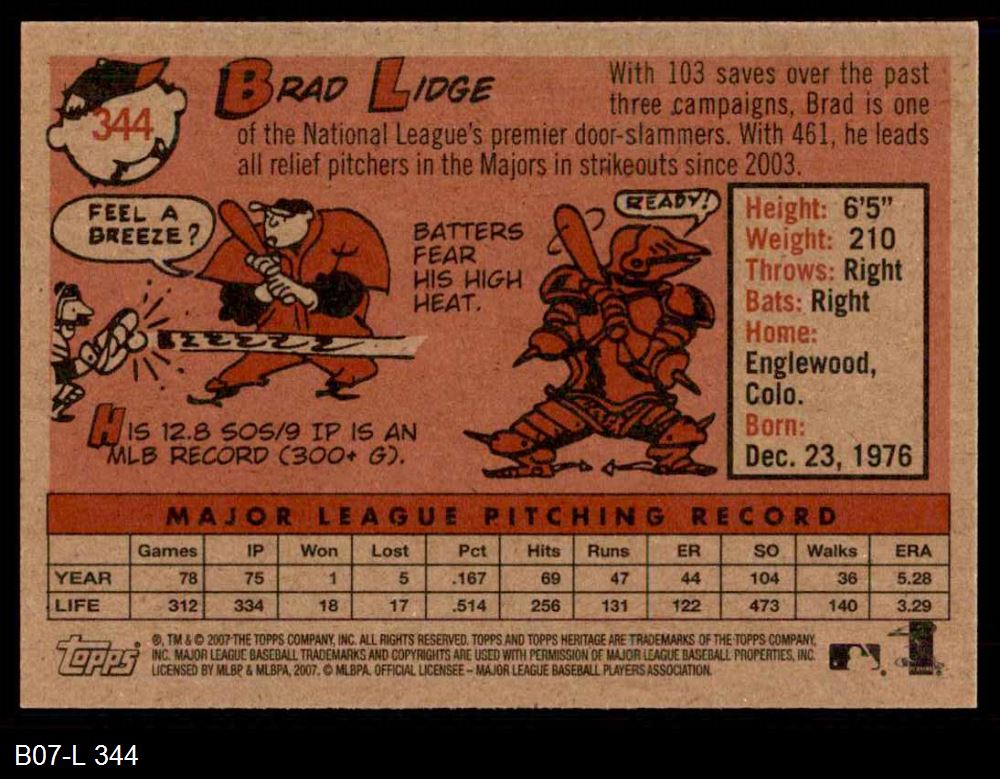 344
BRAD LIDGE
With 103 saves over the past
three campaigns, Brad is one
of the National League's premier door-slammers. With 461, he leads
all relief pitchers in the Majors in strikeouts since 2003.
FEEL A
BREEZE?
BATTERS
FEAR
HIS HIGH
HEAT.
READY!
HIS 12.8 SOS/9 IP IS AN
MLB RECORD (300+ G).
Height: 6'5"
Weight: 210
Throws: Right
Bats: Right
Home:
Englewood,
Colo.
Born:
Dec. 23, 1976
MAJOR LEAGUE PITCHING RECORD
Games IP Won Lost Pct Hits Runs ER SO Walks ERA
YEAR 78 75 1 5 .167 69 47 44 104 36 5.28
LIFE 312 334 18 17 .514 256 131 122 473 140 3.29
TOPPS
®, TM & © 2007 THE TOPPS COMPANY, INC. ALL RIGHTS RESERVED. TOPPS AND TOPPS HERITAGE ARE TRADEMARKS OF THE TOPPS COMPANY,
INC. MAJOR LEAGUE BASEBALL TRADEMARKS AND COPYRIGHTS ARE USED WITH PERMISSION OF MAJOR LEAGUE BASEBALL PROPERTIES, INC.
LICENSED BY MLBP & MLBPA, 2007. © MLBPA. OFFICIAL LICENSEE – MAJOR LEAGUE BASEBALL PLAYERS ASSOCIATION.
B07-L 344